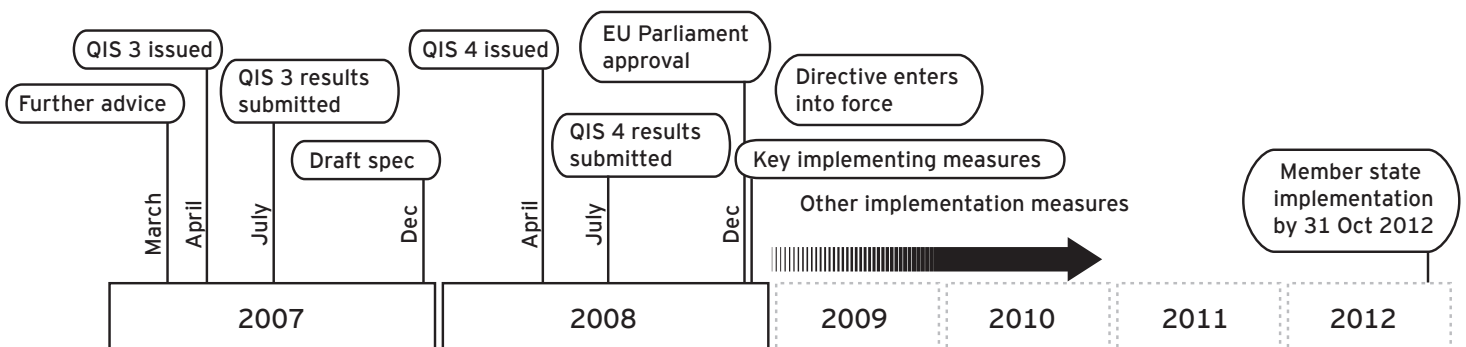 QIS 3 issued
QIS 4 issued
EU Parliament
approval
Further advice
QIS 3 results
submitted
Directive enters
into force
Draft spec
QIS 4 results
submitted
Key implementing measures
Member state
implementation
by 31 Oct 2012
Other implementation measures
March
April
July
Dec
April
July
Dec
2007
2008
2009
2010
2011
2012